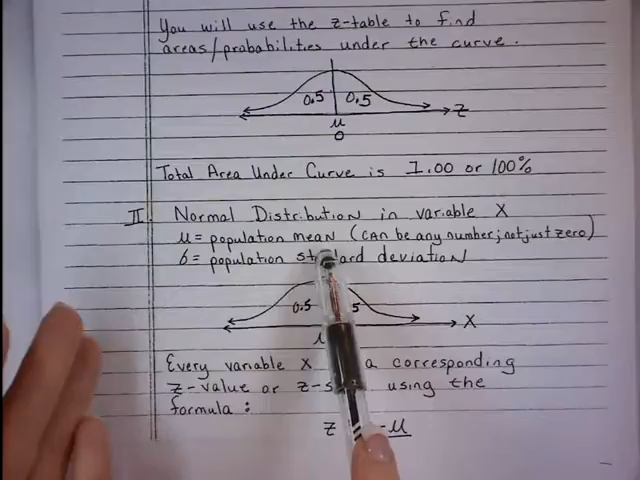 You will use the z-table to find
areas/probabilities under the curve.
0.5 0.5
Z
μ
0
Total Area Under Curve is 1.00 or 100%
II. Normal Distribution in variable X
μ = population mean (can be any number; not just zero)
σ = population deviation
0.5 5
X
Every variable X a corresponding
z-value or using the
formula:
z -μ